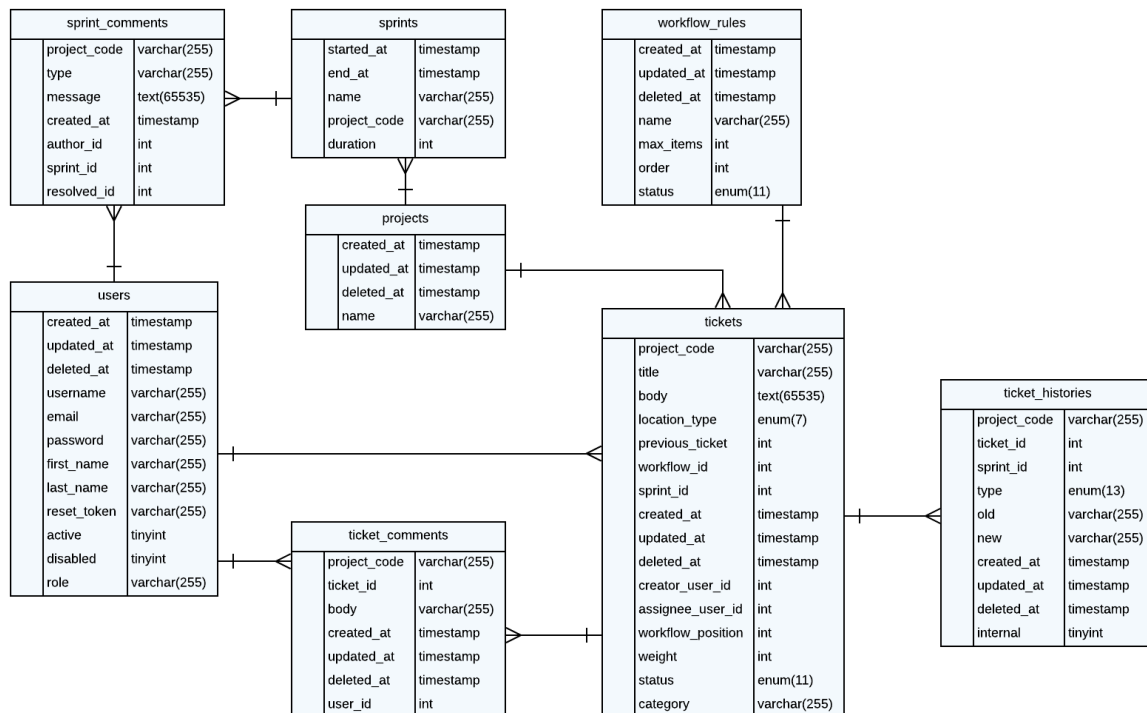 sprint_comments
project_code varchar(255)
type varchar(255)
message text(65535)
created_at timestamp
author_id int
sprint_id int
resolved_id int
sprints
started_at timestamp
end_at timestamp
name varchar(255)
project_code varchar(255)
duration int
workflow_rules
created_at timestamp
updated_at timestamp
deleted_at timestamp
name varchar(255)
max_items int
order int
status enum(11)
projects
created_at timestamp
updated_at timestamp
deleted_at timestamp
name varchar(255)
users
created_at timestamp
updated_at timestamp
deleted_at timestamp
username varchar(255)
email varchar(255)
password varchar(255)
first_name varchar(255)
last_name varchar(255)
reset_token varchar(255)
active tinyint
disabled tinyint
role varchar(255)
tickets
project_code varchar(255)
title varchar(255)
body text(65535)
location_type enum(7)
previous_ticket int
workflow_id int
sprint_id int
created_at timestamp
updated_at timestamp
deleted_at timestamp
creator_user_id int
assignee_user_id int
workflow_position int
weight int
status enum(11)
category varchar(255)
ticket_histories
project_code varchar(255)
ticket_id int
sprint_id int
type enum(13)
old varchar(255)
new varchar(255)
created_at timestamp
updated_at timestamp
deleted_at timestamp
internal tinyint
ticket_comments
project_code varchar(255)
ticket_id int
body varchar(255)
created_at timestamp
updated_at timestamp
deleted_at timestamp
user_id int